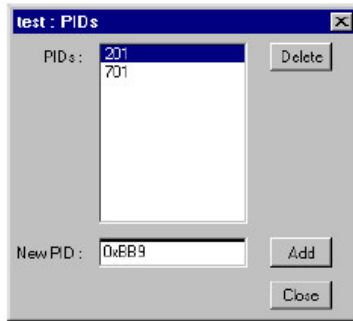 test : PIDs
PIDs : 201 Delete
701
New PID : 0xBB9 Add
Close